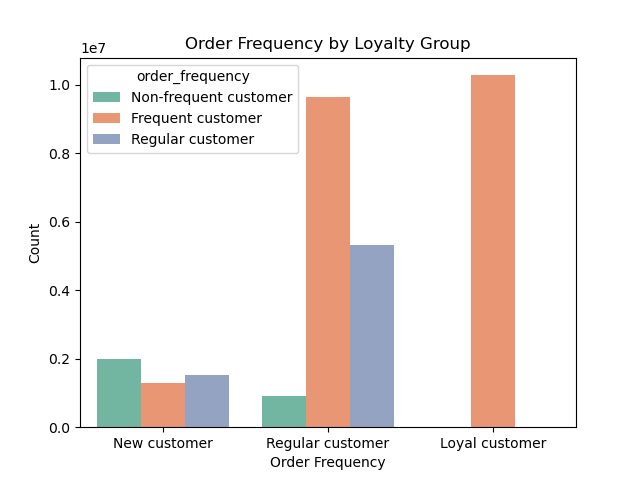 Order Frequency by Loyalty Group
1e7
order_frequency
Non-frequent customer
Frequent customer
Regular customer
1.0
0.8
0.6
0.4
0.2
0.0
Count
New customer
Regular customer
Loyal customer
Order Frequency